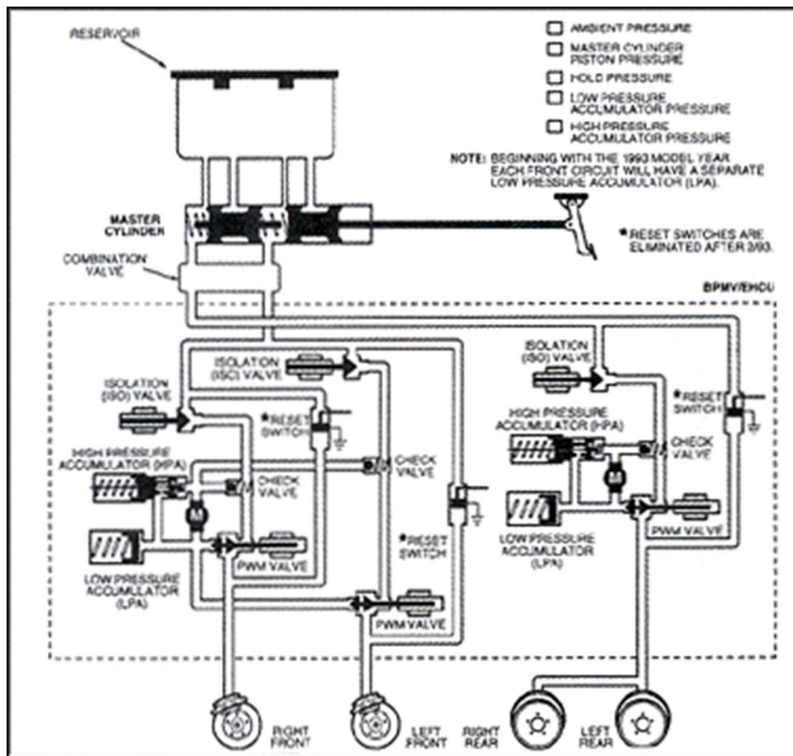 RESERVOIR
AMBIENT PRESSURE
MASTER CYLINDER
PISTON PRESSURE
HOLD PRESSURE
LOW PRESSURE
ACCUMULATOR PRESSURE
HIGH PRESSURE
ACCUMULATOR PRESSURE
NOTE: BEGINNING WITH THE 1993 MODEL YEAR
EACH FRONT CIRCUIT WILL HAVE A SEPARATE
LOW PRESSURE ACCUMULATOR (LPA).
MASTER
CYLINDER
*RESET SWITCHES ARE
ELIMINATED AFTER 2/93.
COMBINATION
VALVE
BPMV/EHCU
ISOLATION
(ISO) VALVE
ISOLATION
(ISO) VALVE
ISOLATION
(ISO) VALVE
*RESET
SWITCH
*RESET
SWITCH
HIGH PRESSURE
ACCUMULATOR (HPA)
HIGH PRESSURE
ACCUMULATOR (HPA)
CHECK
VALVE
CHECK
VALVE
CHECK
VALVE
*RESET
SWITCH
LOW PRESSURE
ACCUMULATOR
(LPA)
PWM VALVE
LOW PRESSURE
ACCUMULATOR
(LPA)
PWM VALVE
PWM VALVE
RIGHT
FRONT
LEFT
FRONT
RIGHT
REAR
LEFT
REAR